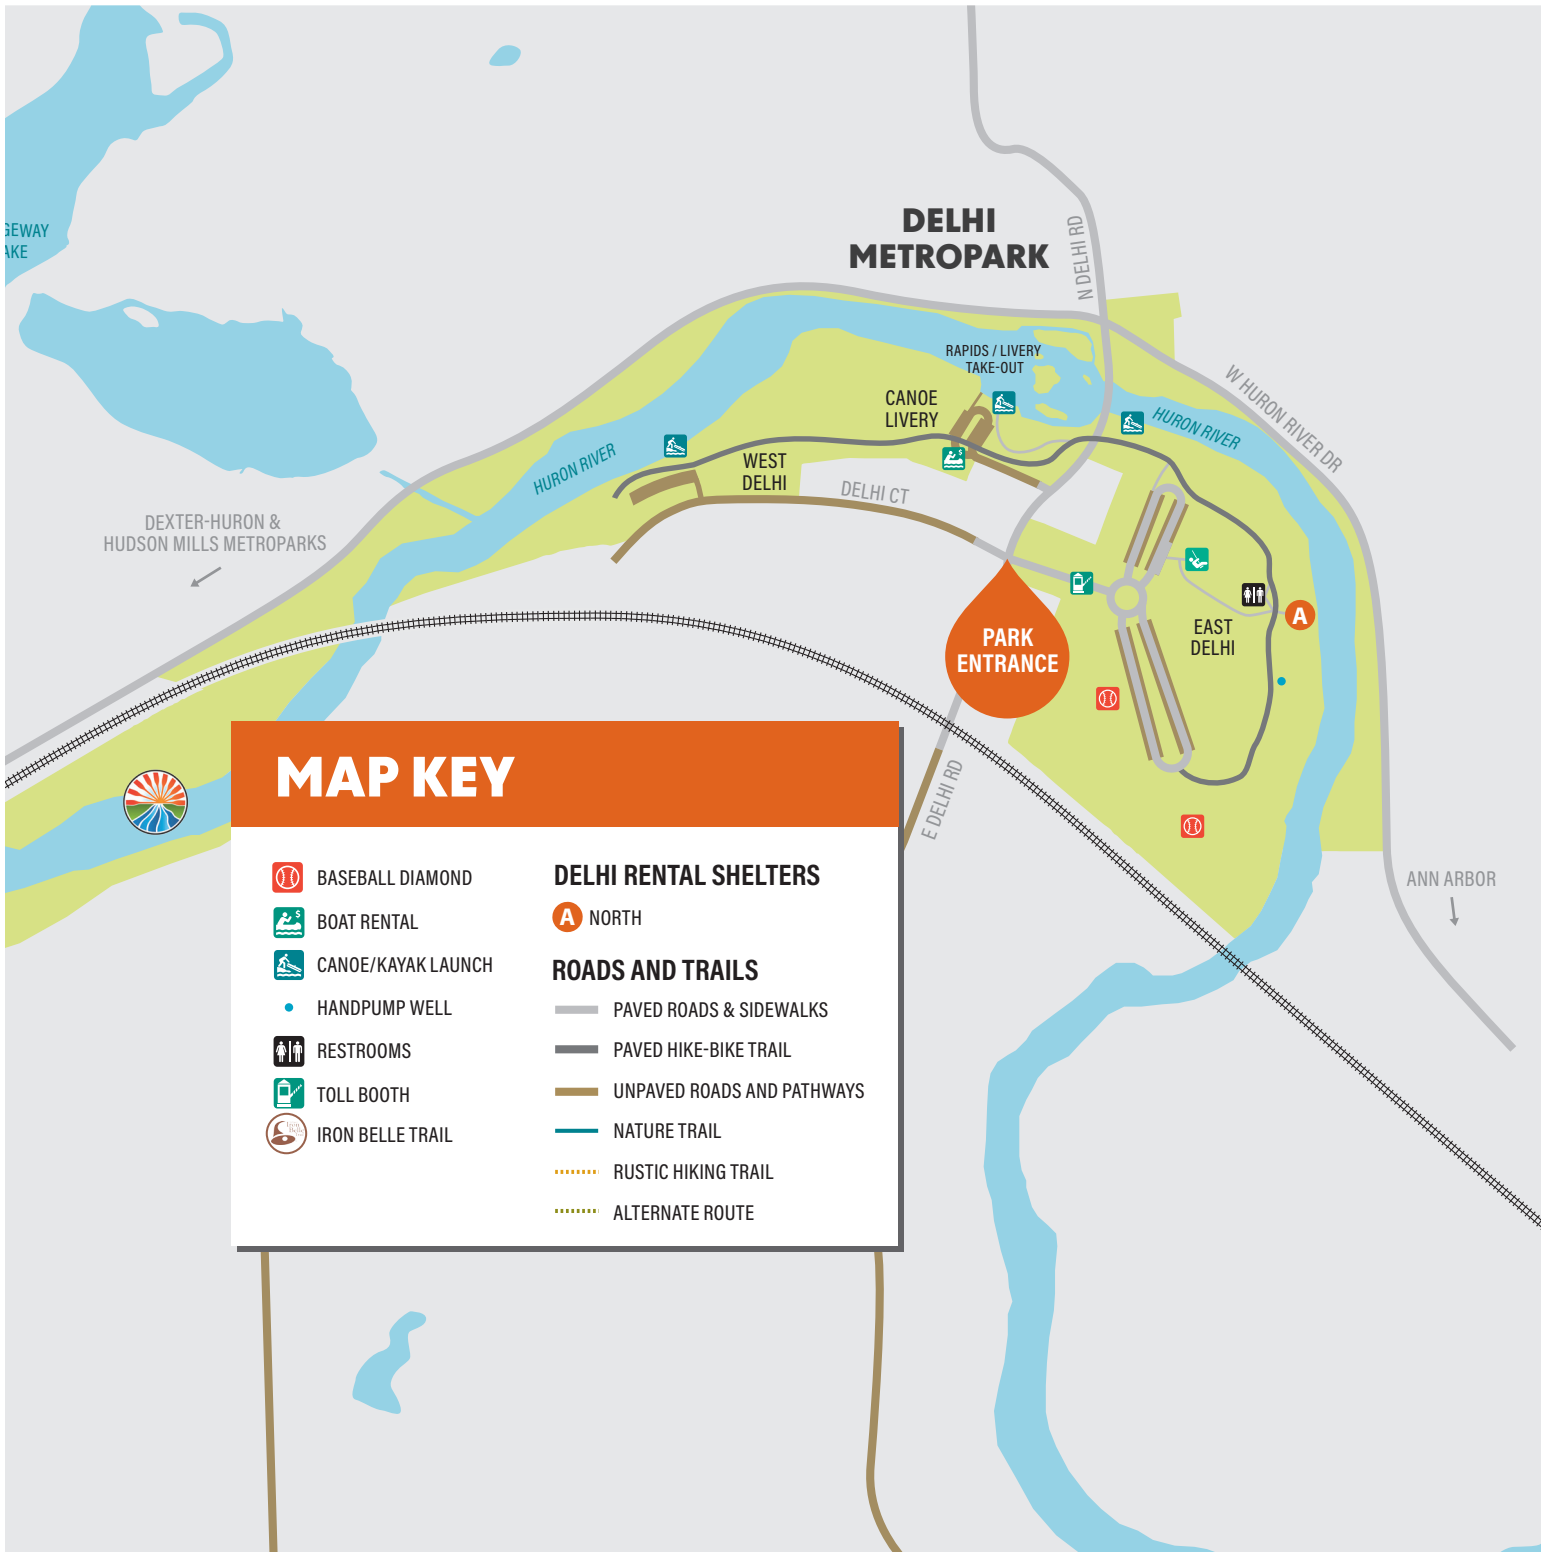 DELHI
METROPARK
N DELHI RD
GEWAY
AKE
RAPIDS / LIVERY
TAKE-OUT
CANOE
LIVERY
W HURON RIVER DR
HURON RIVER
HURON RIVER
WEST
DELHI
DELHI CT
DEXTER-HURON &
HUDSON MILLS METROPARKS
PARK
ENTRANCE
EAST
DELHI
A
E DELHI RD
ANN ARBOR
MAP KEY
BASEBALL DIAMOND
$ BOAT RENTAL
CANOE/KAYAK LAUNCH
HANDPUMP WELL
RESTROOMS
TOLL BOOTH
IRON BELLE TRAIL
DELHI RENTAL SHELTERS
A NORTH
ROADS AND TRAILS
PAVED ROADS & SIDEWALKS
PAVED HIKE-BIKE TRAIL
UNPAVED ROADS AND PATHWAYS
NATURE TRAIL
RUSTIC HIKING TRAIL
ALTERNATE ROUTE